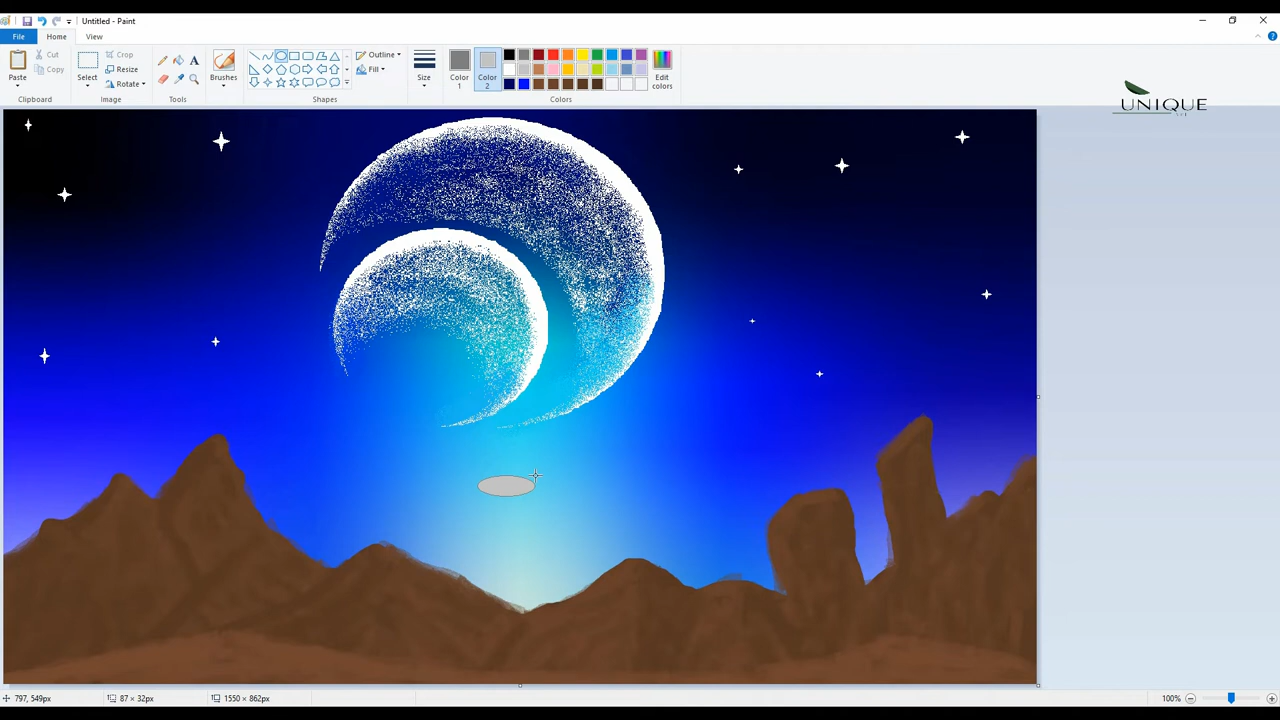 Untitled - Paint
File
Home
View
Paste
Cut
Copy
Clipboard
Select
Crop
Resize
Rotate
Image
Tools
Brushes
Outline
Fill
Shapes
Size
Color 1
Color 2
Edit colors
Colors
UNIQUE
797, 549px
87 × 32px
1550 × 862px
100%